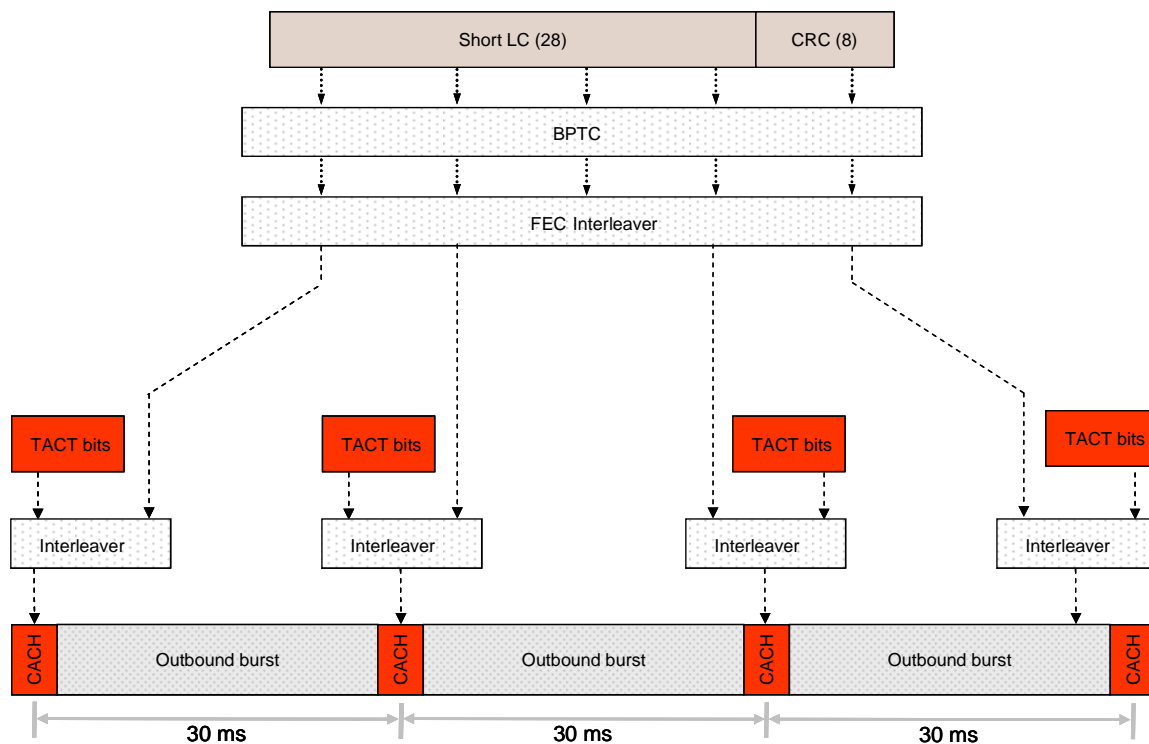 Short LC (28)
CRC (8)
BPTC
FEC Interleaver
TACT bits
TACT bits
TACT bits
TACT bits
Interleaver
Interleaver
Interleaver
Interleaver
CACH
Outbound burst
CACH
Outbound burst
CACH
Outbound burst
CACH
30 ms
30 ms
30 ms